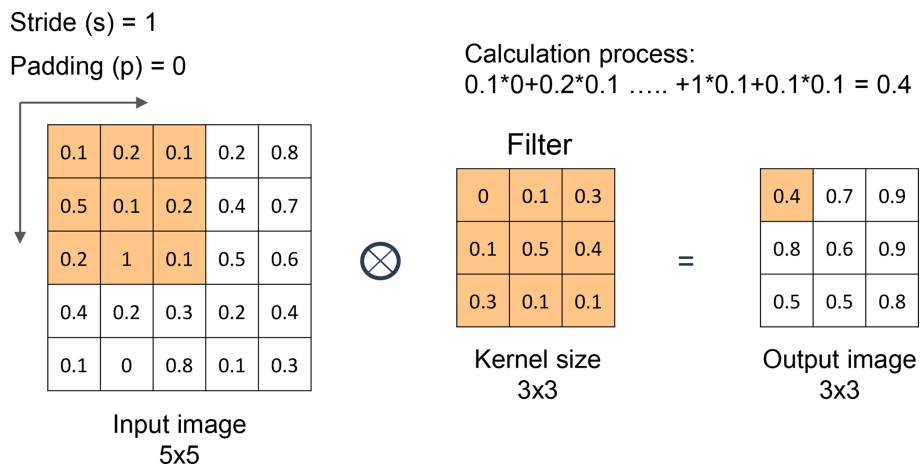 Stride (s) = 1
Padding (p) = 0
Calculation process:
0.1*0+0.2*0.1 ..... +1*0.1+0.1*0.1 = 0.4
0.1 0.2 0.1 0.2 0.8
0.5 0.1 0.2 0.4 0.7
0.2 1 0.1 0.5 0.6
0.4 0.2 0.3 0.2 0.4
0.1 0 0.8 0.1 0.3
Input image
5x5
Filter
0 0.1 0.3
0.1 0.5 0.4
0.3 0.1 0.1
Kernel size
3x3
=
0.4 0.7 0.9
0.8 0.6 0.9
0.5 0.5 0.8
Output image
3x3